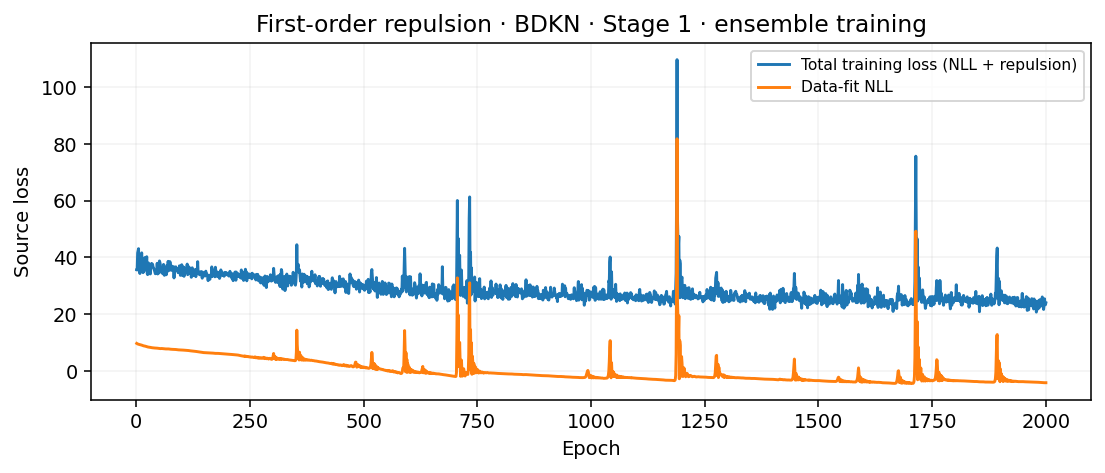 First-order repulsion · BDKN · Stage 1 · ensemble training
Total training loss (NLL + repulsion)
Data-fit NLL
Source loss
100
80
60
40
20
0
0 250 500 750 1000 1250 1500 1750 2000
Epoch